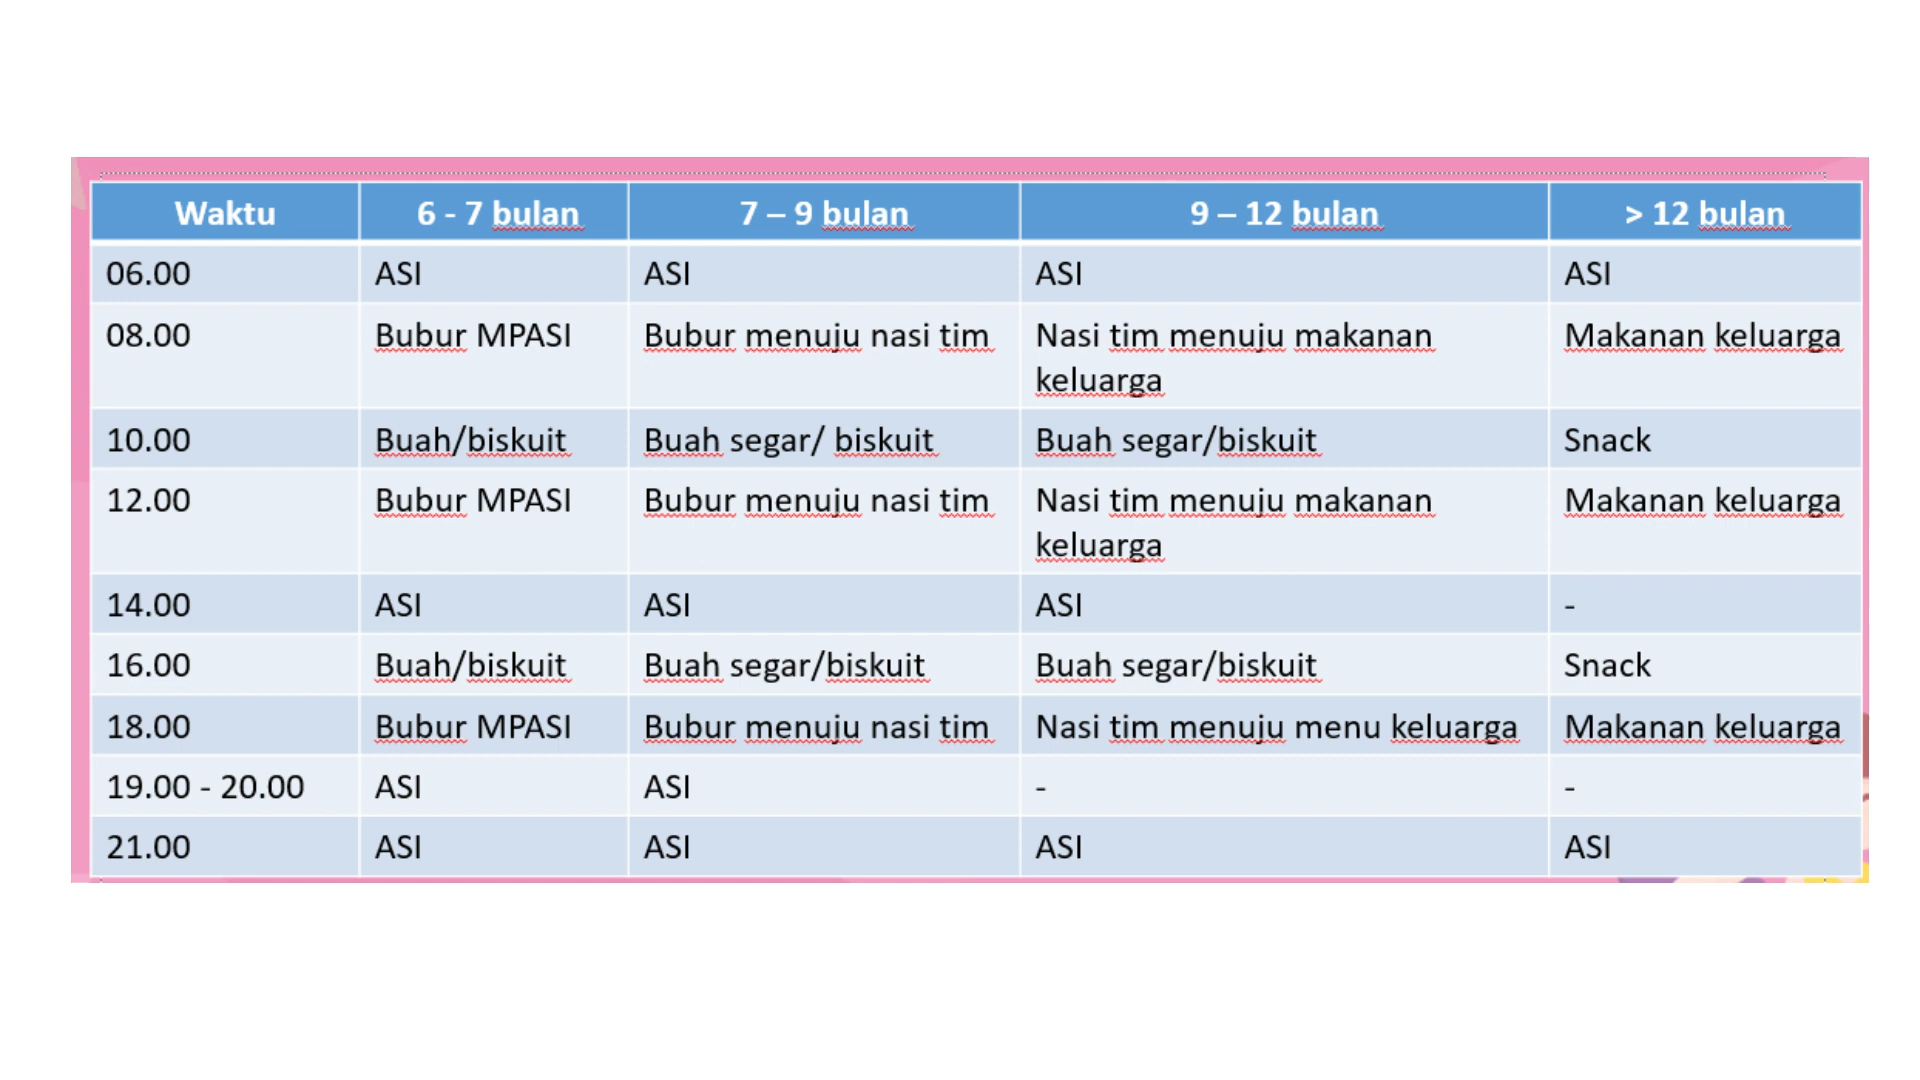 Waktu 6 - 7 bulan 7 – 9 bulan 9 – 12 bulan > 12 bulan
06.00 ASI ASI ASI ASI
08.00 Bubur MPASI Bubur menuju nasi tim Nasi tim menuju makanan Makanan keluarga
keluarga
10.00 Buah/biskuit Buah segar/ biskuit Buah segar/biskuit Snack
12.00 Bubur MPASI Bubur menuju nasi tim Nasi tim menuju makanan Makanan keluarga
keluarga
14.00 ASI ASI ASI -
16.00 Buah/biskuit Buah segar/biskuit Buah segar/biskuit Snack
18.00 Bubur MPASI Bubur menuju nasi tim Nasi tim menuju menu keluarga Makanan keluarga
19.00 - 20.00 ASI ASI - -
21.00 ASI ASI ASI ASI